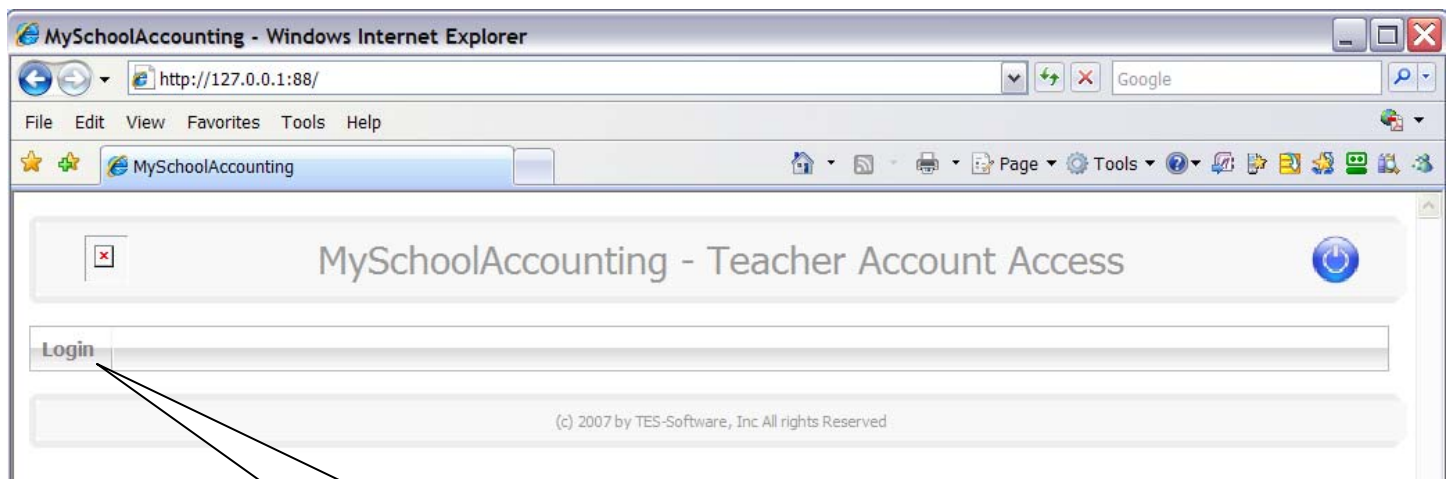 MySchoolAccounting - Windows Internet Explorer
http://127.0.0.1:88/
Google
File Edit View Favorites Tools Help
MySchoolAccounting
Page Tools
MySchoolAccounting - Teacher Account Access
Login
(c) 2007 by TES-Software, Inc All rights Reserved